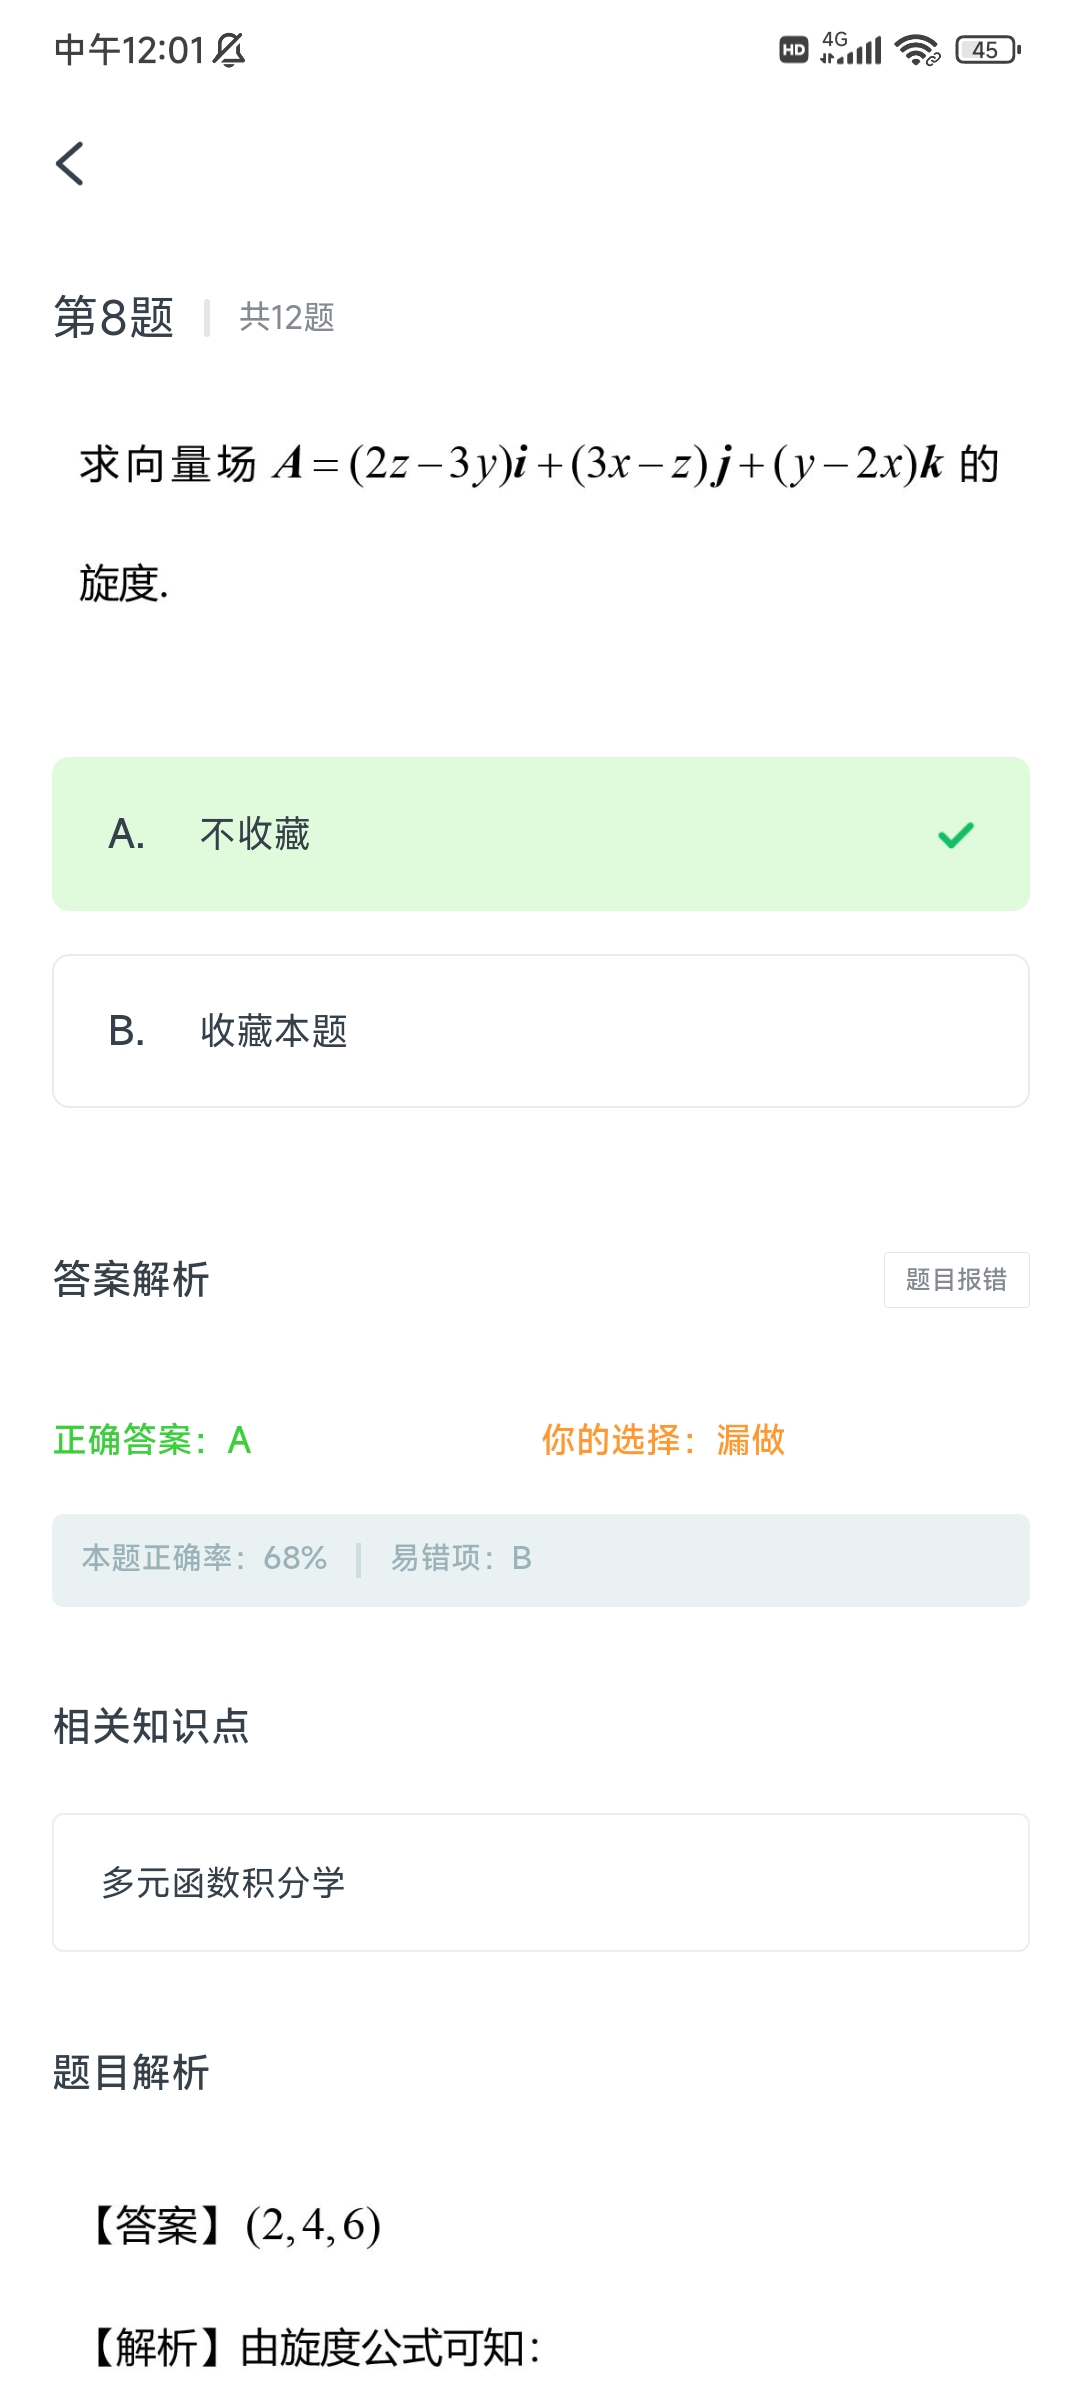 中午12:01
HD 4G 45
第8题 共12题
求向量场 A=(2z−3y)i+(3x−z)j+(y−2x)k 的
旋度.
A. 不收藏
B. 收藏本题
答案解析 题目报错
正确答案：A 你的选择：漏做
本题正确率：68% 易错项：B
相关知识点
多元函数积分学
题目解析
【答案】(2,4,6)
【解析】由旋度公式可知：